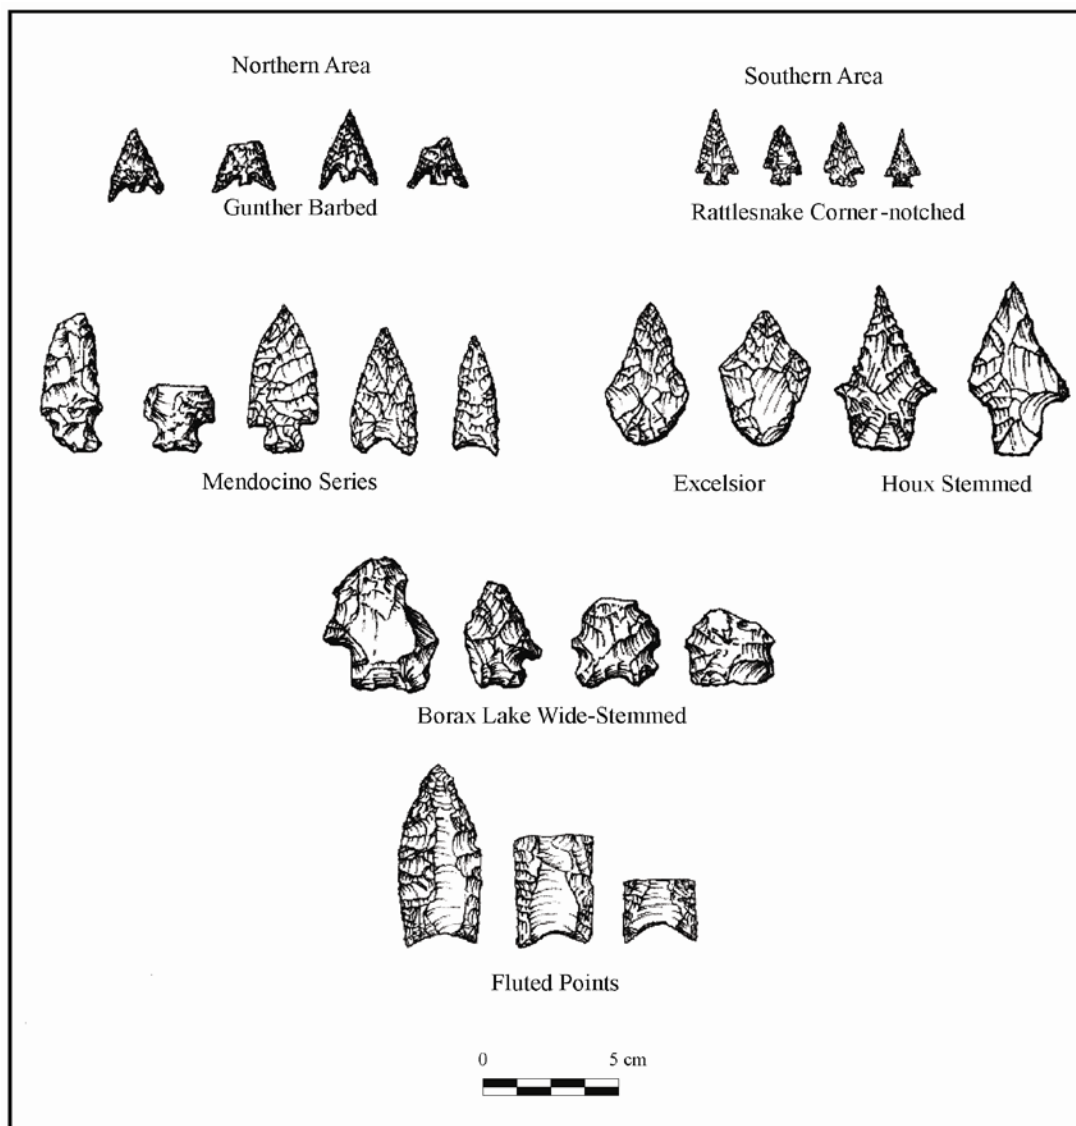 Northern Area
Southern Area
Gunther Barbed
Rattlesnake Corner-notched
Mendocino Series
Excelsior
Houx Stemmed
Borax Lake Wide-Stemmed
Fluted Points
0
5 cm